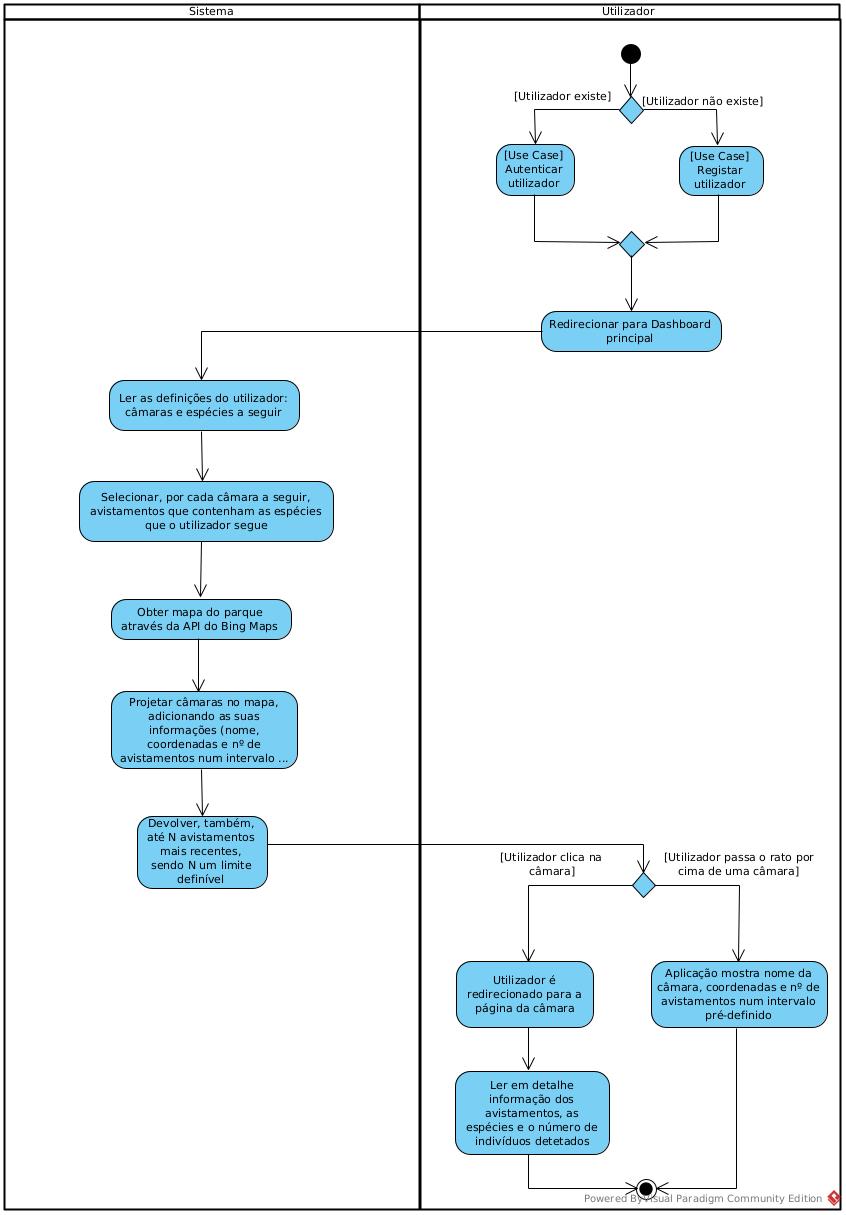 Sistema
Utilizador
[Utilizador existe]
[Utilizador não existe]
[Use Case]
Autenticar
utilizador
[Use Case]
Registar
utilizador
Redirecionar para Dashboard
principal
Ler as definições do utilizador:
câmaras e espécies a seguir
Selecionar, por cada câmara a seguir,
avistamentos que contenham as espécies
que o utilizador segue
Obter mapa do parque
através da API do Bing Maps
Projetar câmaras no mapa,
adicionando as suas
informações (nome,
coordenadas e nº de
avistamentos num intervalo ...
Devolver, também,
até N avistamentos
mais recentes,
sendo N um limite
definível
[Utilizador clica na
câmara]
[Utilizador passa o rato por
cima de uma câmara]
Utilizador é
redirecionado para a
página da câmara
Aplicação mostra nome da
câmara, coordenadas e nº de
avistamentos num intervalo
pré-definido
Ler em detalhe
informação dos
avistamentos, as
espécies e o número de
indivíduos detetados
Powered By Visual Paradigm Community Edition